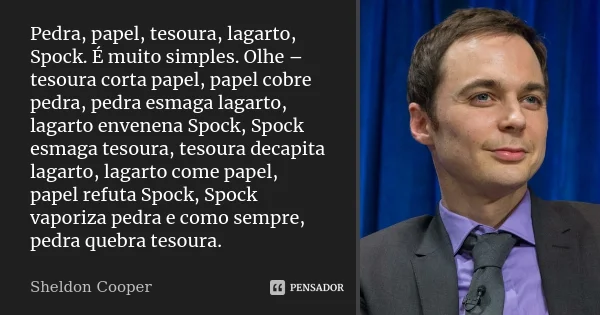 Pedra, papel, tesoura, lagarto,
Spock. É muito simples. Olhe –
tesoura corta papel, papel cobre
pedra, pedra esmaga lagarto,
lagarto envenena Spock, Spock
esmaga tesoura, tesoura decapita
lagarto, lagarto come papel,
papel refuta Spock, Spock
vaporiza pedra e como sempre,
pedra quebra tesoura.
Sheldon Cooper
PENSADOR